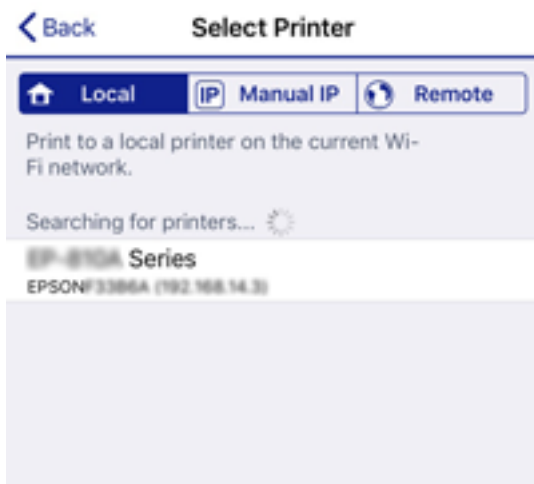 Back
Select Printer
Local
IP Manual IP
Remote
Print to a local printer on the current Wi-
Fi network.
Searching for printers...
Series
EPSON